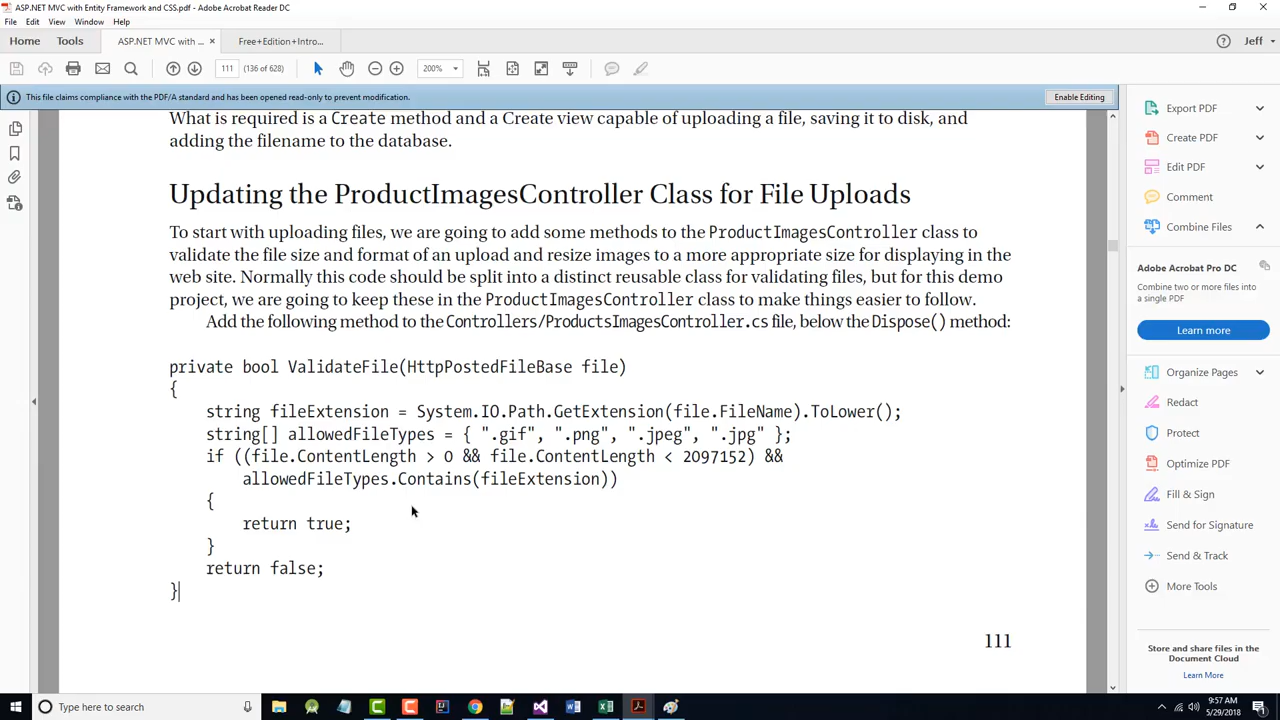 ASP.NET MVC with Entity Framework and CSS.pdf - Adobe Acrobat Reader DC
File Edit View Window Help
Home Tools ASP.NET MVC with ... × Free+Edition+Intro... Jeff
111 (136 of 628) 200%
This file claims compliance with the PDF/A standard and has been opened read-only to prevent modification. Enable Editing
What is required is a Create method and a Create view capable of uploading a file, saving it to disk, and
adding the filename to the database.
Updating the ProductImagesController Class for File Uploads
To start with uploading files, we are going to add some methods to the ProductImagesController class to
validate the file size and format of an upload and resize images to a more appropriate size for displaying in the
web site. Normally this code should be split into a distinct reusable class for validating files, but for this demo
project, we are going to keep these in the ProductImagesController class to make things easier to follow.
Add the following method to the Controllers/ProductsImagesController.cs file, below the Dispose() method:
private bool ValidateFile(HttpPostedFileBase file)
{
string fileExtension = System.IO.Path.GetExtension(file.FileName).ToLower();
string[] allowedFileTypes = { ".gif", ".png", ".jpeg", ".jpg" };
if ((file.ContentLength > 0 && file.ContentLength < 2097152) &&
allowedFileTypes.Contains(fileExtension))
{
return true;
}
return false;
}
111
Export PDF
Create PDF
Edit PDF
Comment
Combine Files
Adobe Acrobat Pro DC
Combine two or more files into
a single PDF
Learn more
Organize Pages
Redact
Protect
Optimize PDF
Fill & Sign
Send for Signature
Send & Track
More Tools
Store and share files in the
Document Cloud
Learn More
Type here to search
9:57 AM
5/29/2018